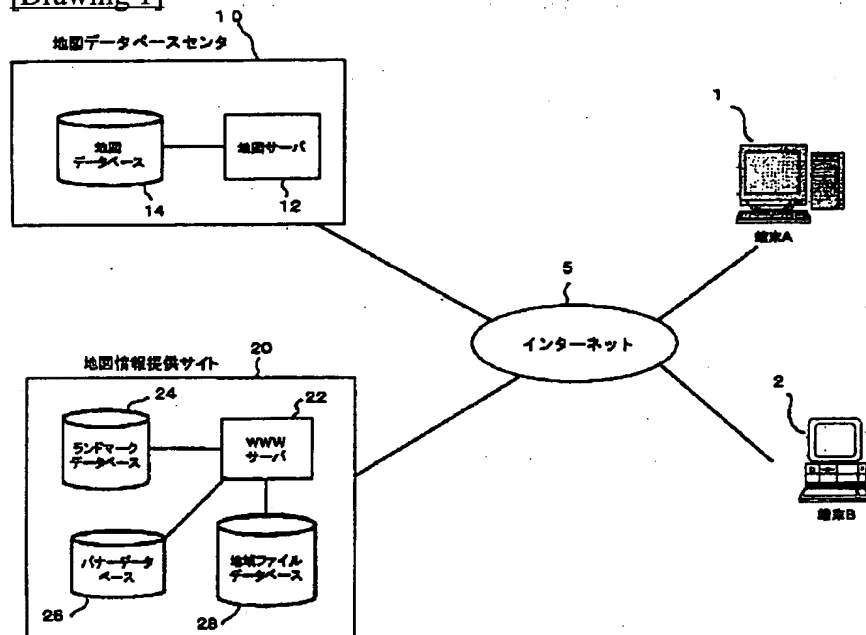 [Drawing 1]
10
地図データベースセンタ
地図
データベース
14
地図サーバ
12
1
端末A
5
インターネット
2
端末B
地図情報提供サイト
20
24
ランドマーク
データベース
22
WWW
サーバ
バナーデータ
ベース
26
地域ファイル
データベース
28